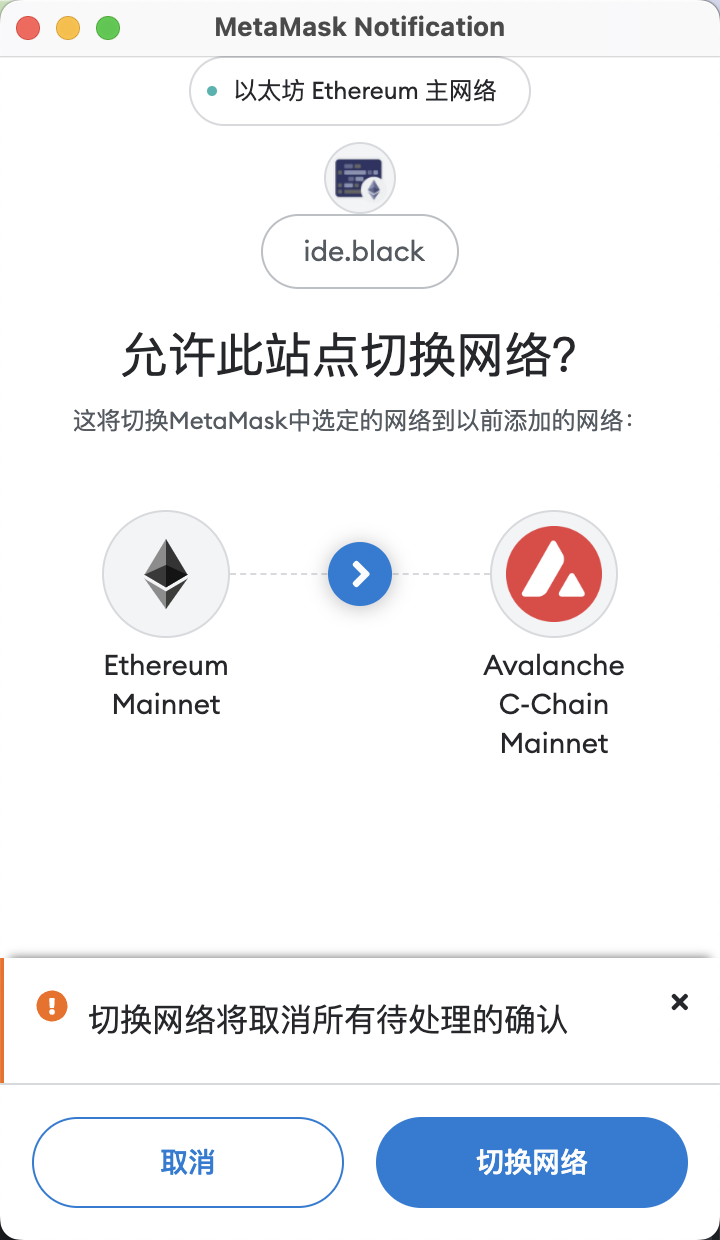 MetaMask Notification
以太坊 Ethereum 主网络
ide.black
允许此站点切换网络?
这将切换MetaMask中选定的网络到以前添加的网络：
Ethereum
Mainnet
Avalanche
C-Chain
Mainnet
切换网络将取消所有待处理的确认
取消
切换网络